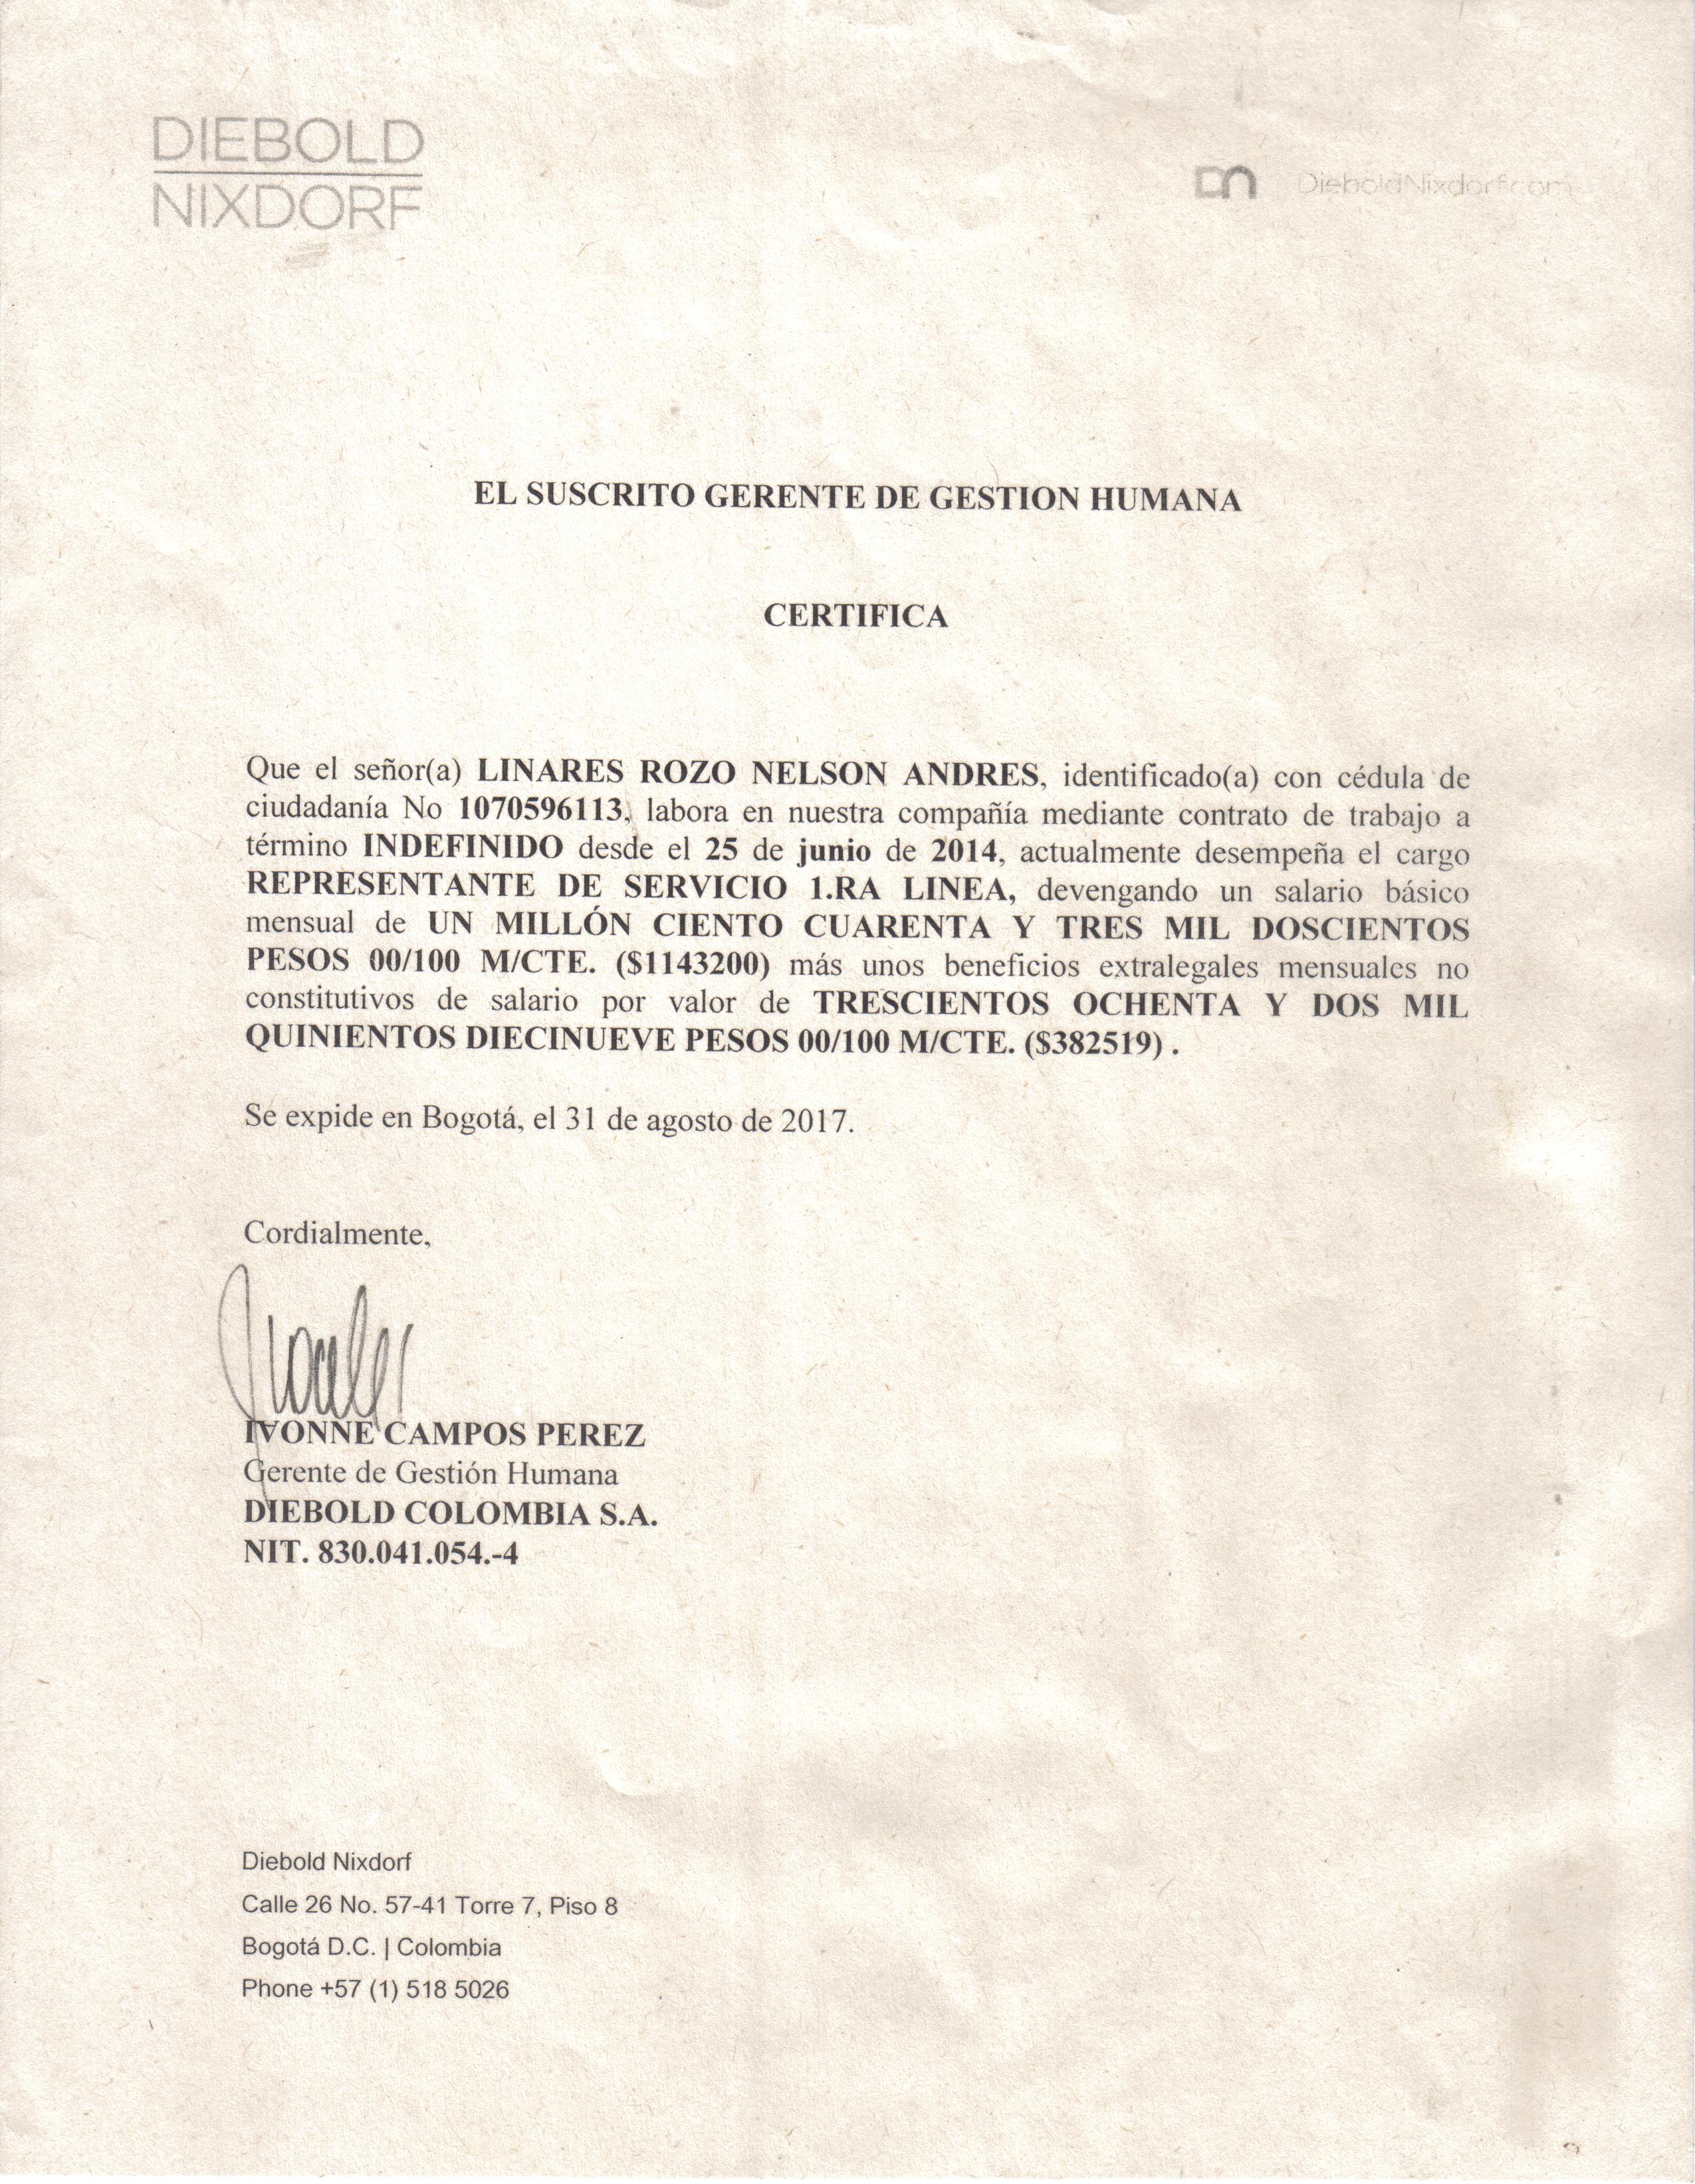 DIEBOLD
NIXDORF
DN DieboldNixdorf.com
EL SUSCRITO GERENTE DE GESTION HUMANA
CERTIFICA
Que el señor(a) LINARES ROZO NELSON ANDRES, identificado(a) con cédula de
ciudadanía No 1070596113, labora en nuestra compañía mediante contrato de trabajo a
término INDEFINIDO desde el 25 de junio de 2014, actualmente desempeña el cargo
REPRESENTANTE DE SERVICIO 1.RA LINEA, devengando un salario básico
mensual de UN MILLÓN CIENTO CUARENTA Y TRES MIL DOSCIENTOS
PESOS 00/100 M/CTE. ($1143200) más unos beneficios extralegales mensuales no
constitutivos de salario por valor de TRESCIENTOS OCHENTA Y DOS MIL
QUINIENTOS DIECINUEVE PESOS 00/100 M/CTE. ($382519) .
Se expide en Bogotá, el 31 de agosto de 2017.
Cordialmente,
IVONNE CAMPOS PEREZ
Gerente de Gestión Humana
DIEBOLD COLOMBIA S.A.
NIT. 830.041.054.-4
Diebold Nixdorf
Calle 26 No. 57-41 Torre 7, Piso 8
Bogotá D.C. | Colombia
Phone +57 (1) 518 5026